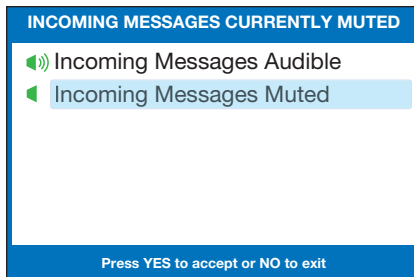 INCOMING MESSAGES CURRENTLY MUTED
Incoming Messages Audible
Incoming Messages Muted
Press YES to accept or NO to exit